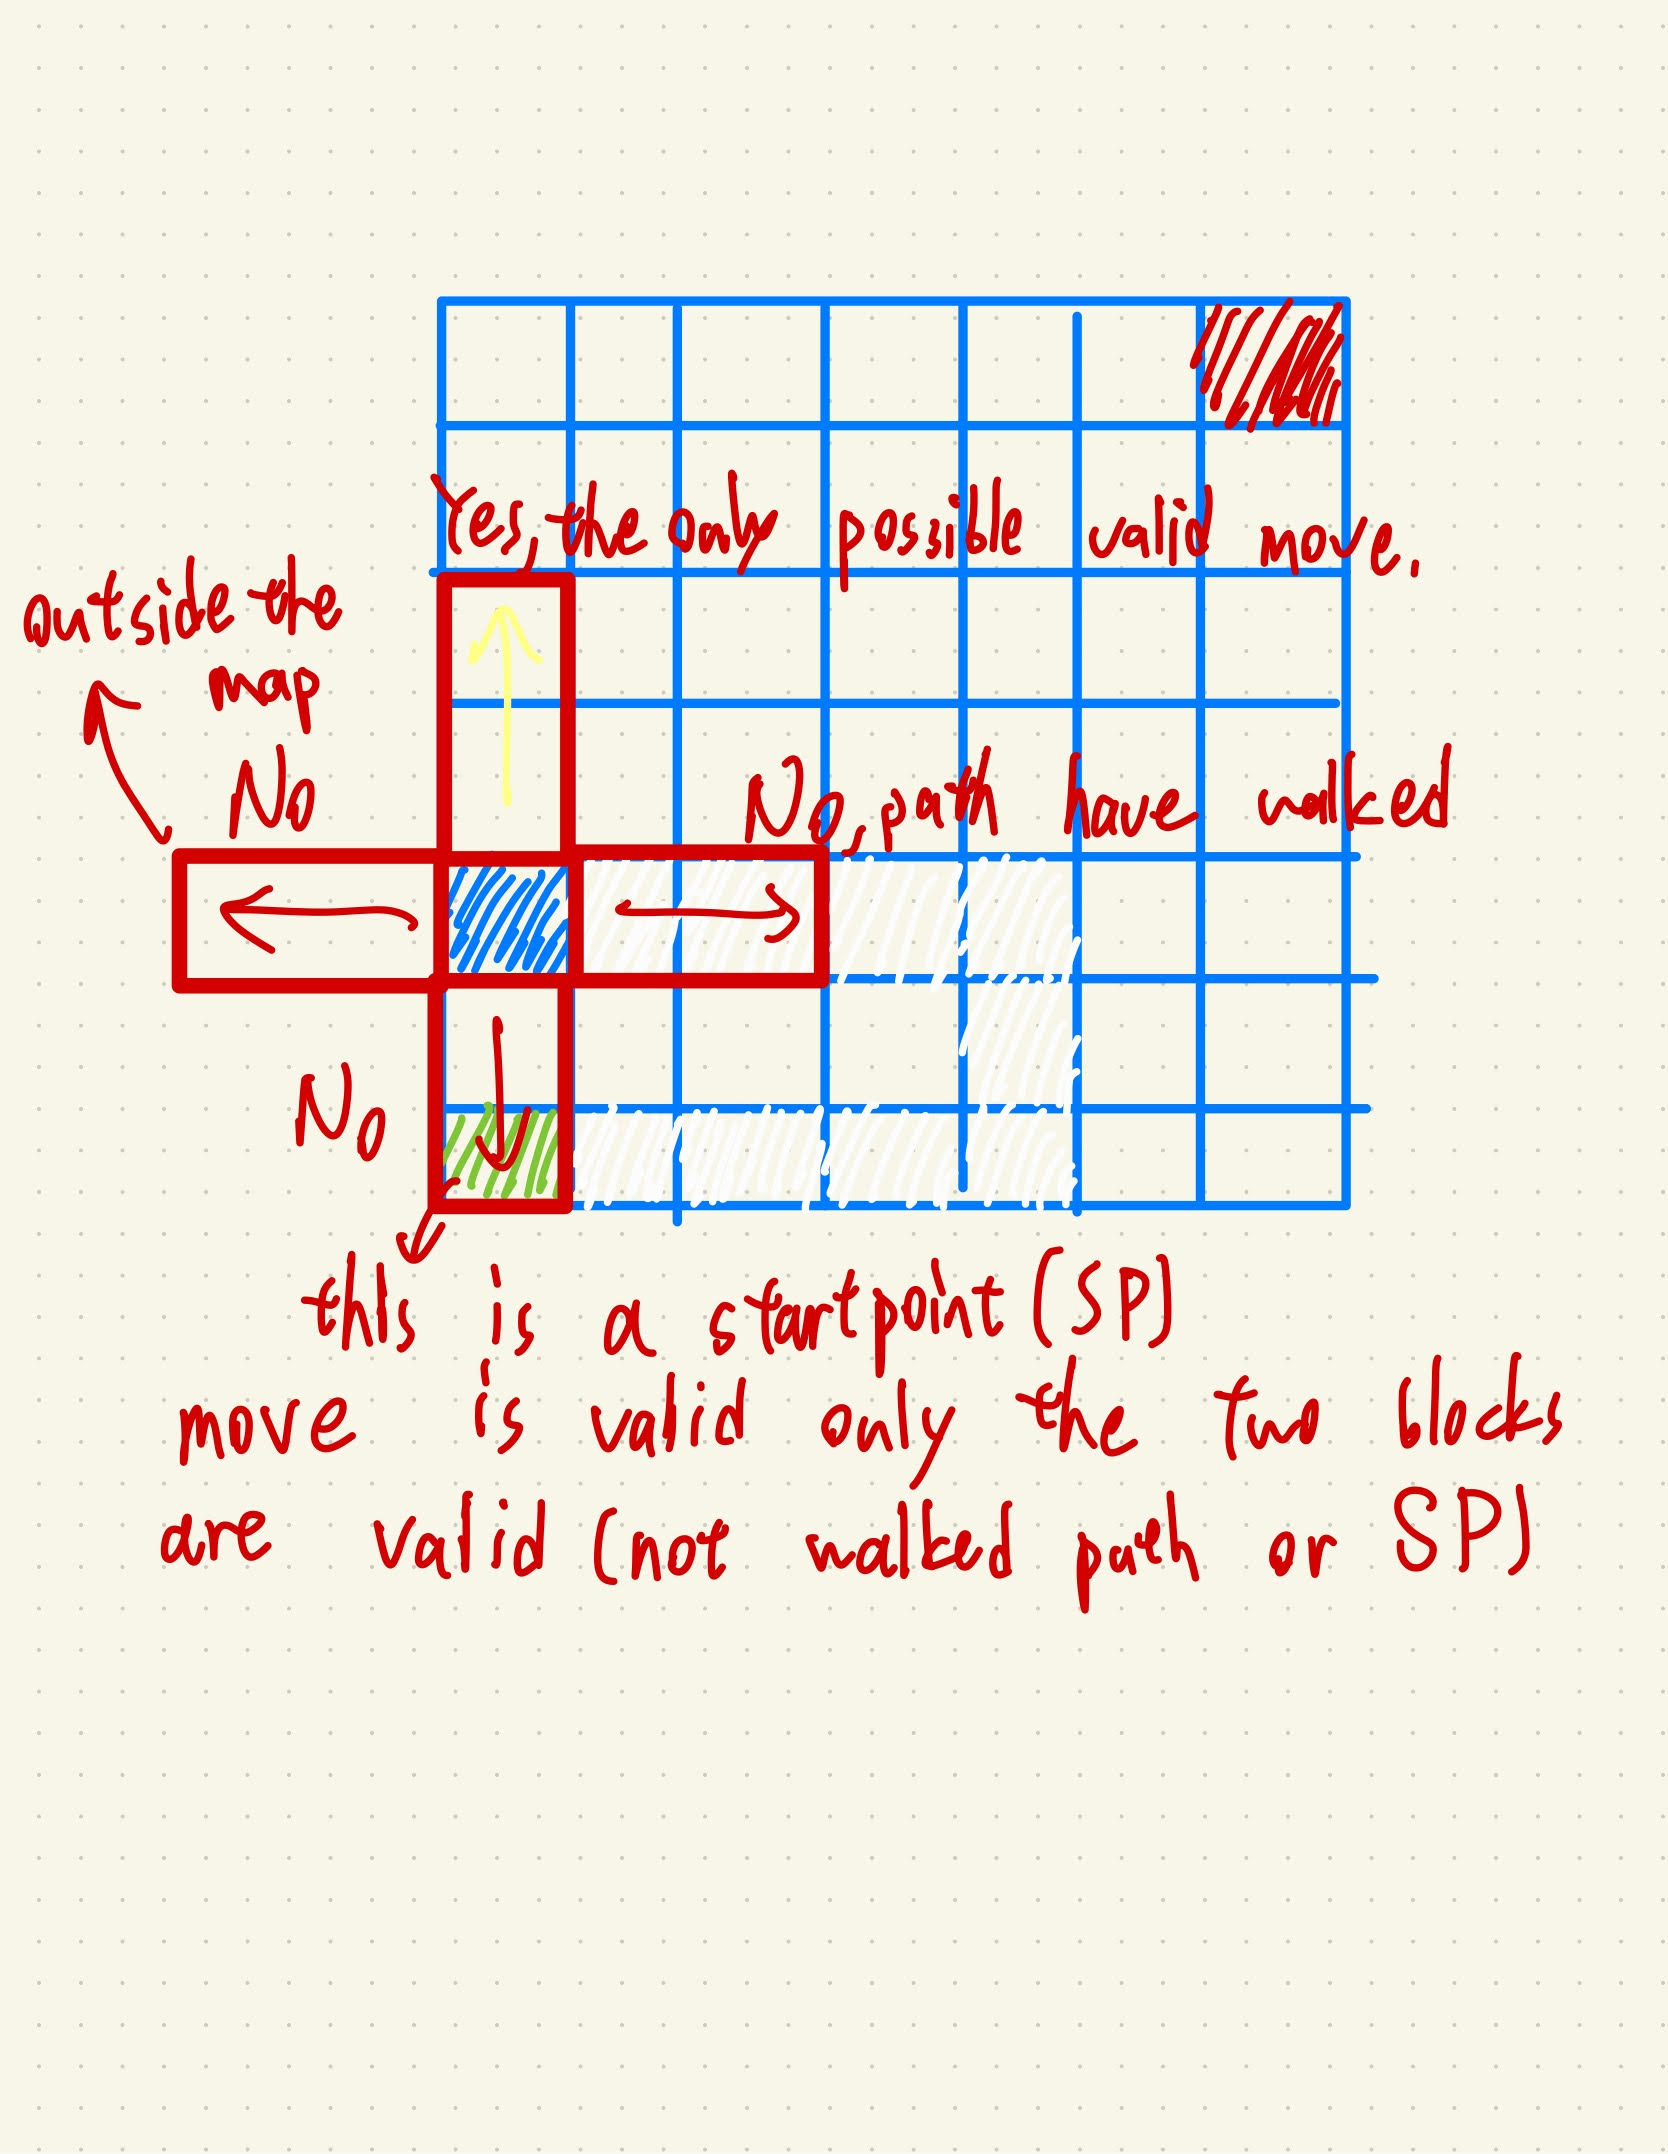 Yes, the only possible valid move.
outside the
map
No
No, path have walked
No
this is a startpoint (SP)
move is valid only the two blocks
are valid (not walked path or SP)